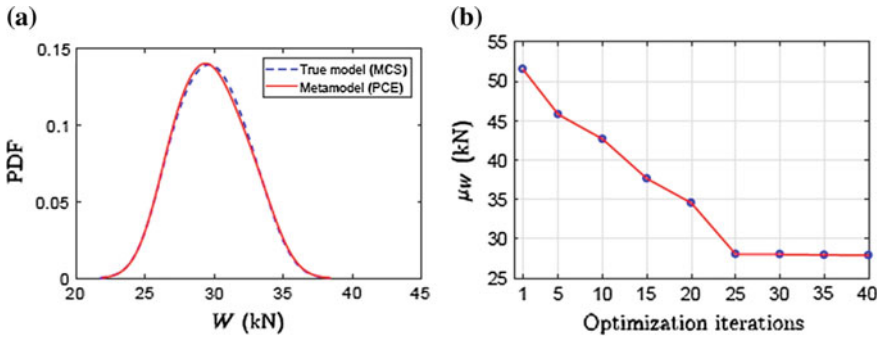 (a)
0.15
0.1
0.05
0
PDF
True model (MCS)
Metamodel (PCE)
20 25 30 35 40 45
W (kN)
(b)
55
50
45
40
35
30
25
μw (kN)
1 5 10 15 20 25 30 35 40
Optimization iterations